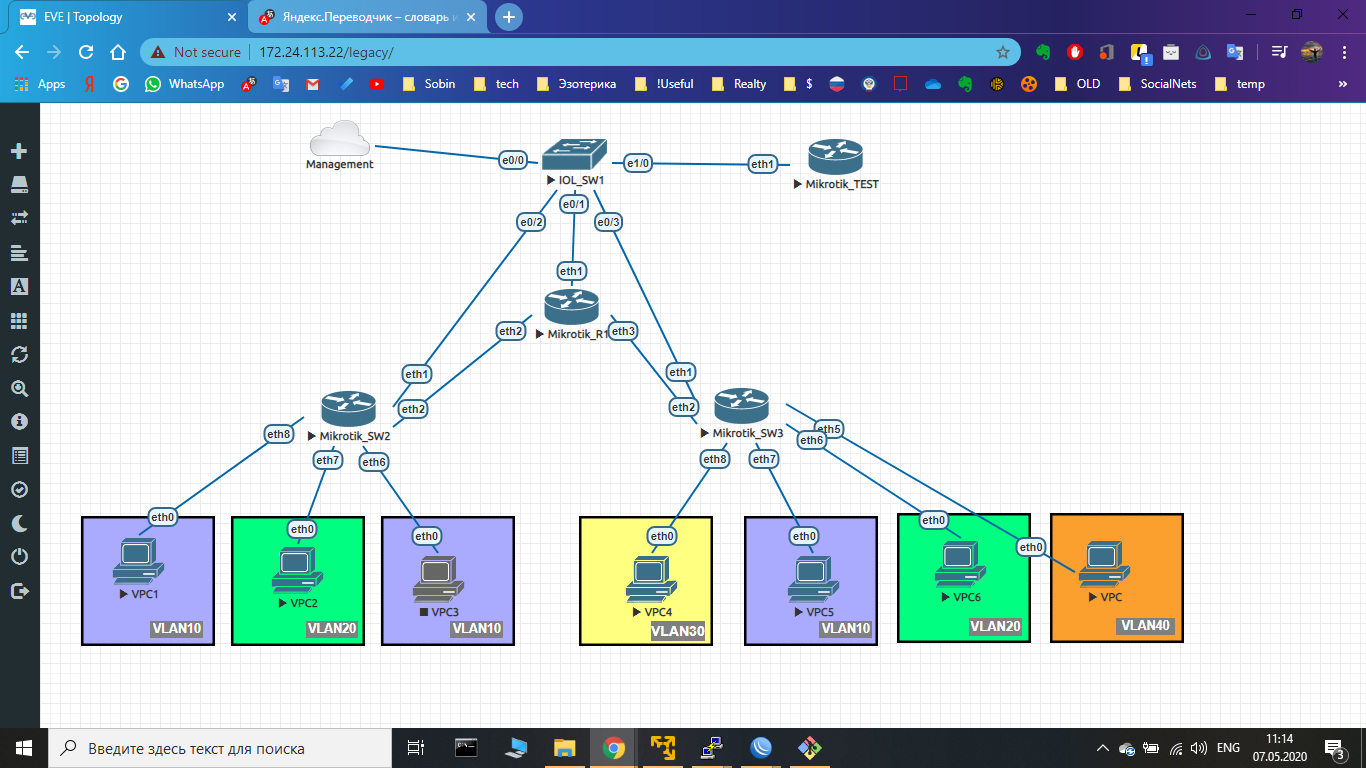 EVE | Topology
Яндекс.Переводчик – словарь и
Not secure
172.24.113.22/legacy/
Apps
WhatsApp
Sobin
tech
Эзотерика
!Useful
Realty
$
OLD
SocialNets
temp
»
Management
e0/0
IOL_SW1
e1/0
eth1
Mikrotik_TEST
e0/2
e0/1
e0/3
eth1
eth2
Mikrotik_R1
eth3
eth1
eth2
eth1
eth2
eth8
Mikrotik_SW2
eth7
eth6
Mikrotik_SW3
eth5
eth6
eth8
eth7
eth0
eth0
eth0
eth0
eth0
eth0
eth0
VPC1
VPC2
VPC3
VPC4
VPC5
VPC6
VPC
VLAN10
VLAN20
VLAN10
VLAN30
VLAN10
VLAN20
VLAN40
Введите здесь текст для поиска
ENG
11:14
07.05.2020
3